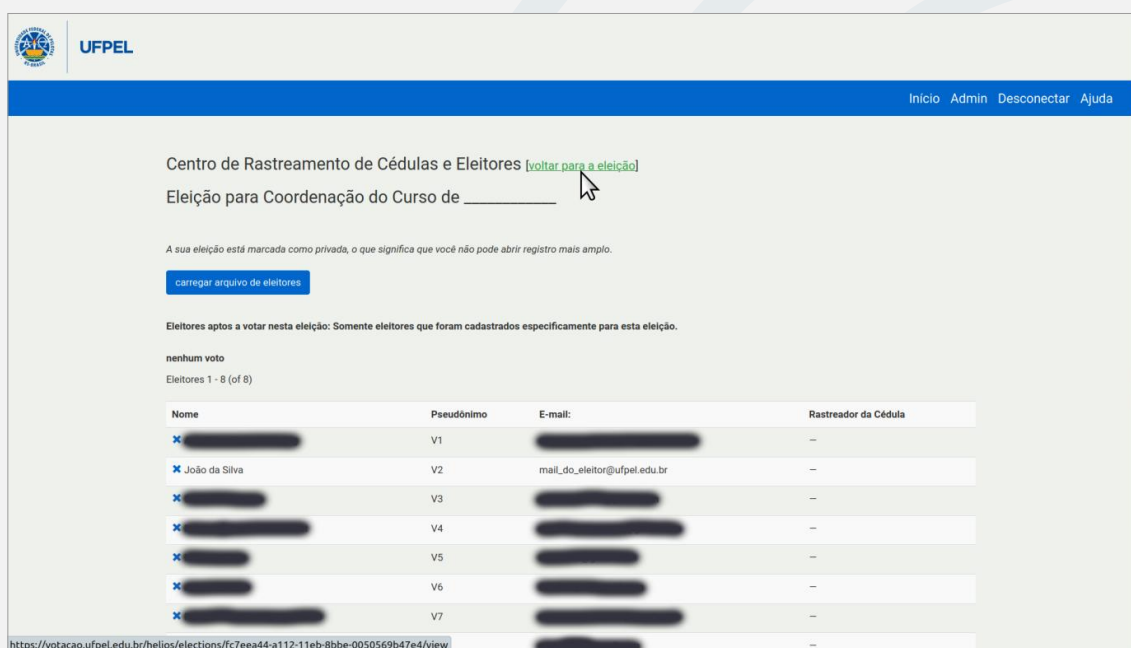 UFPEL
Início Admin Desconectar Ajuda
Centro de Rastreamento de Cédulas e Eleitores [voltar para a eleição]
Eleição para Coordenação do Curso de ____________
A sua eleição está marcada como privada, o que significa que você não pode abrir registro mais amplo.
carregar arquivo de eleitores
Eleitores aptos a votar nesta eleição: Somente eleitores que foram cadastrados especificamente para esta eleição.
nenhum voto
Eleitores 1 - 8 (of 8)
Nome Pseudônimo E-mail: Rastreador da Cédula
V1 –
João da Silva V2 mail_do_eleitor@ufpel.edu.br –
V3 –
V4 –
V5 –
V6 –
V7 –
https://votacao.ufpel.edu.br/helios/elections/fc7eea44-a112-11eb-8bbe-0050569b47e4/view –